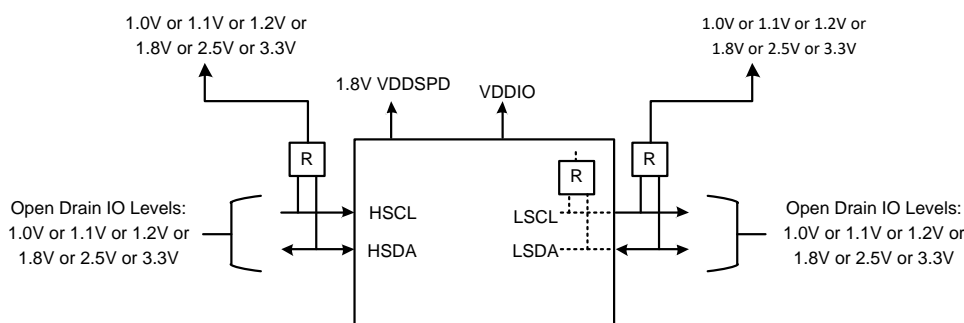 1.0V or 1.1V or 1.2V or
1.8V or 2.5V or 3.3V
1.0V or 1.1V or 1.2V or
1.8V or 2.5V or 3.3V
1.8V VDDSPD
VDDIO
R
R
R
Open Drain IO Levels:
1.0V or 1.1V or 1.2V or
1.8V or 2.5V or 3.3V
HSCL
HSDA
LSCL
LSDA
Open Drain IO Levels:
1.0V or 1.1V or 1.2V or
1.8V or 2.5V or 3.3V